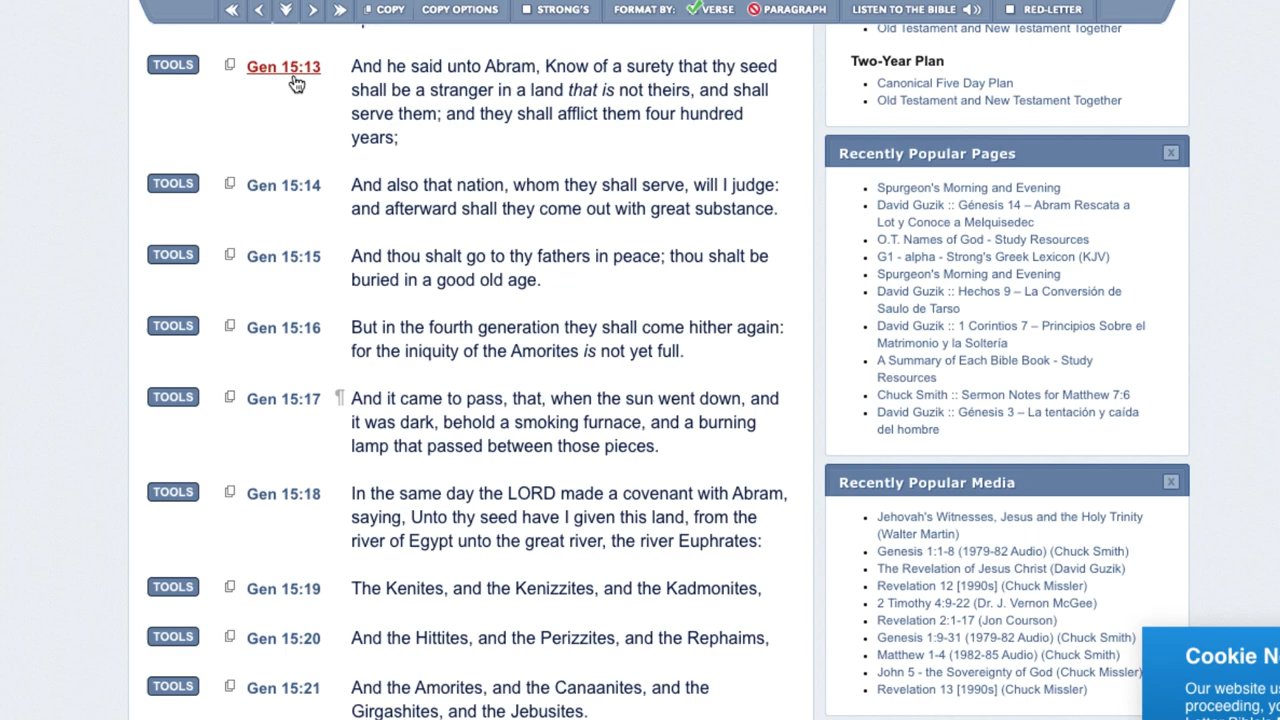 COPY COPY OPTIONS STRONG'S FORMAT BY: VERSE PARAGRAPH LISTEN TO THE BIBLE RED-LETTER
TOOLS Gen 15:13 And he said unto Abram, Know of a surety that thy seed
shall be a stranger in a land that is not theirs, and shall
serve them; and they shall afflict them four hundred
years;
TOOLS Gen 15:14 And also that nation, whom they shall serve, will I judge:
and afterward shall they come out with great substance.
TOOLS Gen 15:15 And thou shalt go to thy fathers in peace; thou shalt be
buried in a good old age.
TOOLS Gen 15:16 But in the fourth generation they shall come hither again:
for the iniquity of the Amorites is not yet full.
TOOLS Gen 15:17 ¶ And it came to pass, that, when the sun went down, and
it was dark, behold a smoking furnace, and a burning
lamp that passed between those pieces.
TOOLS Gen 15:18 In the same day the LORD made a covenant with Abram,
saying, Unto thy seed have I given this land, from the
river of Egypt unto the great river, the river Euphrates:
TOOLS Gen 15:19 The Kenites, and the Kenizzites, and the Kadmonites,
TOOLS Gen 15:20 And the Hittites, and the Perizzites, and the Rephaims,
TOOLS Gen 15:21 And the Amorites, and the Canaanites, and the
Girgashites, and the Jebusites.
Old Testament and New Testament Together
Two-Year Plan
Canonical Five Day Plan
Old Testament and New Testament Together
Recently Popular Pages x
Spurgeon's Morning and Evening
David Guzik :: Génesis 14 – Abram Rescata a
Lot y Conoce a Melquisedec
O.T. Names of God - Study Resources
G1 - alpha - Strong's Greek Lexicon (KJV)
Spurgeon's Morning and Evening
David Guzik :: Hechos 9 – La Conversión de
Saulo de Tarso
David Guzik :: 1 Corintios 7 – Principios Sobre el
Matrimonio y la Soltería
A Summary of Each Bible Book - Study
Resources
Chuck Smith :: Sermon Notes for Matthew 7:6
David Guzik :: Génesis 3 – La tentación y caída
del hombre
Recently Popular Media x
Jehovah's Witnesses, Jesus and the Holy Trinity
(Walter Martin)
Genesis 1:1-8 (1979-82 Audio) (Chuck Smith)
The Revelation of Jesus Christ (David Guzik)
Revelation 12 [1990s] (Chuck Missler)
2 Timothy 4:9-22 (Dr. J. Vernon McGee)
Revelation 2:1-17 (Jon Courson)
Genesis 1:9-31 (1979-82 Audio) (Chuck Smith)
Matthew 1-4 (1982-85 Audio) (Chuck Smith)
John 5 - the Sovereignty of God (Chuck Missler)
Revelation 13 [1990s] (Chuck Missler)
Cookie N
Our website us
proceeding, yo